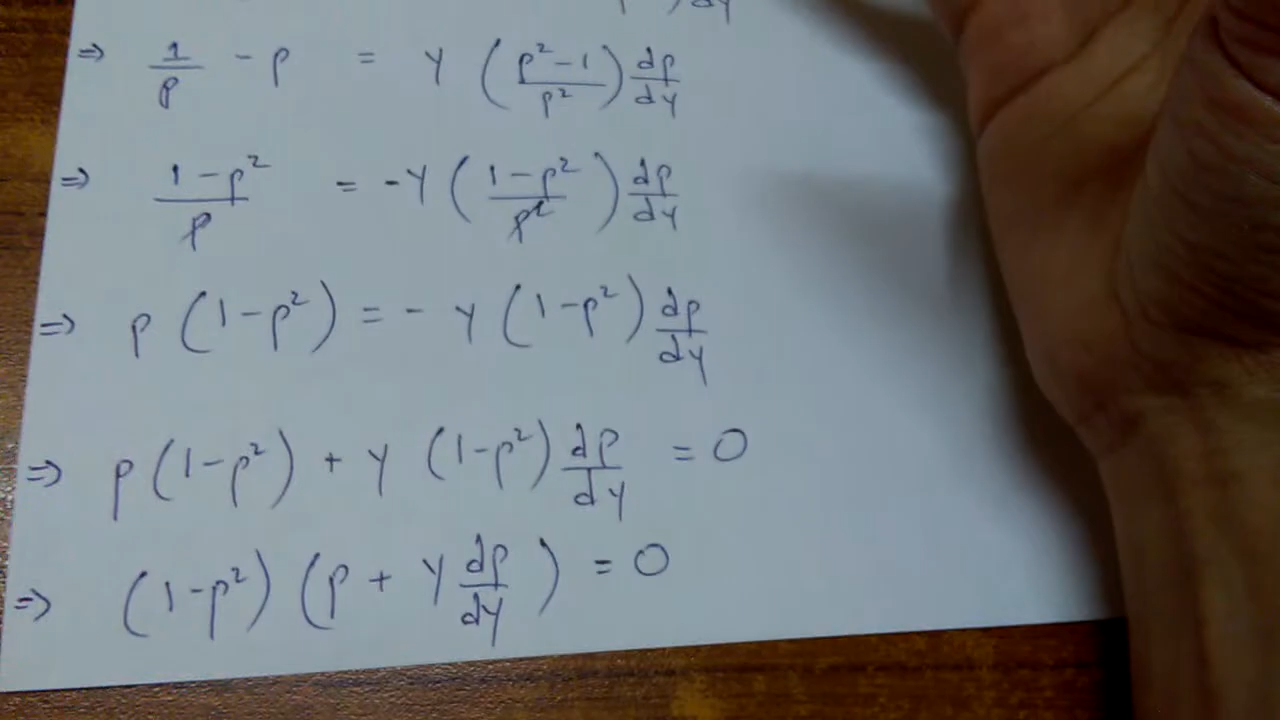 ⇒ 1/p - p = y ( (p² - 1)/p² ) dp/dy
⇒ (1 - p²)/p = - y ( (1 - p²)/p² ) dp/dy
⇒ p (1 - p²) = - y (1 - p²) dp/dy
⇒ p (1 - p²) + y (1 - p²) dp/dy = 0
⇒ (1 - p²) (p + y dp/dy) = 0